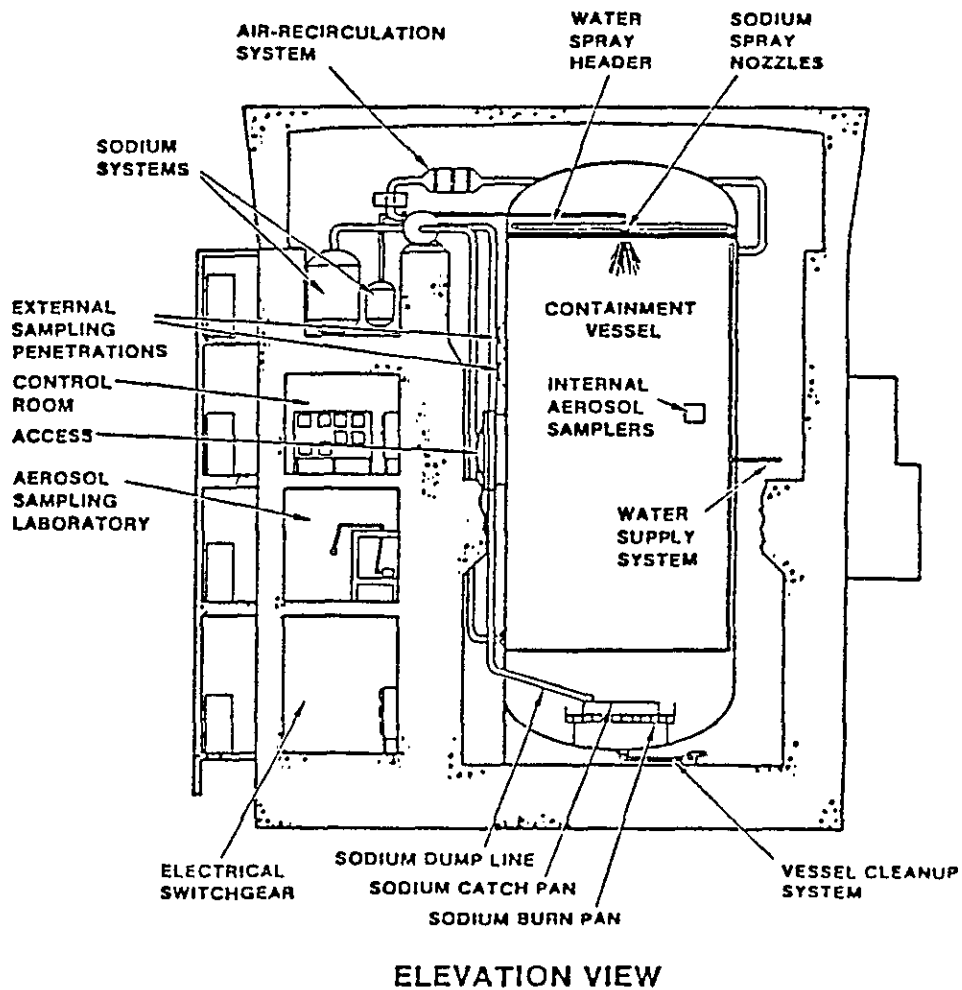 AIR-RECIRCULATION
SYSTEM
WATER
SPRAY
HEADER
SODIUM
SPRAY
NOZZLES
SODIUM
SYSTEMS
EXTERNAL
SAMPLING
PENETRATIONS
CONTROL
ROOM
ACCESS
AEROSOL
SAMPLING
LABORATORY
CONTAINMENT
VESSEL
INTERNAL
AEROSOL
SAMPLERS
WATER
SUPPLY
SYSTEM
ELECTRICAL
SWITCHGEAR
SODIUM DUMP LINE
SODIUM CATCH PAN
SODIUM BURN PAN
VESSEL CLEANUP
SYSTEM
ELEVATION VIEW